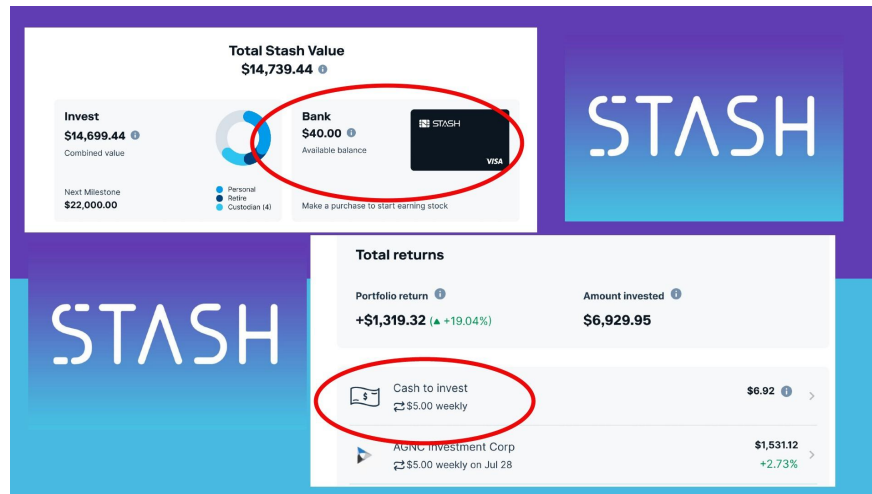 Total Stash Value
$14,739.44
Invest
$14,699.44
Combined value
Next Milestone
$22,000.00
Personal
Retire
Custodian (4)
Bank
$40.00
Available balance
STASH
VISA
Make a purchase to start earning stock
STASH
STASH
Total returns
Portfolio return
+$1,319.32 (▲ +19.04%)
Amount invested
$6,929.95
Cash to invest
$5.00 weekly
$6.92
AGNC Investment Corp
$5.00 weekly on Jul 28
$1,531.12
+2.73%